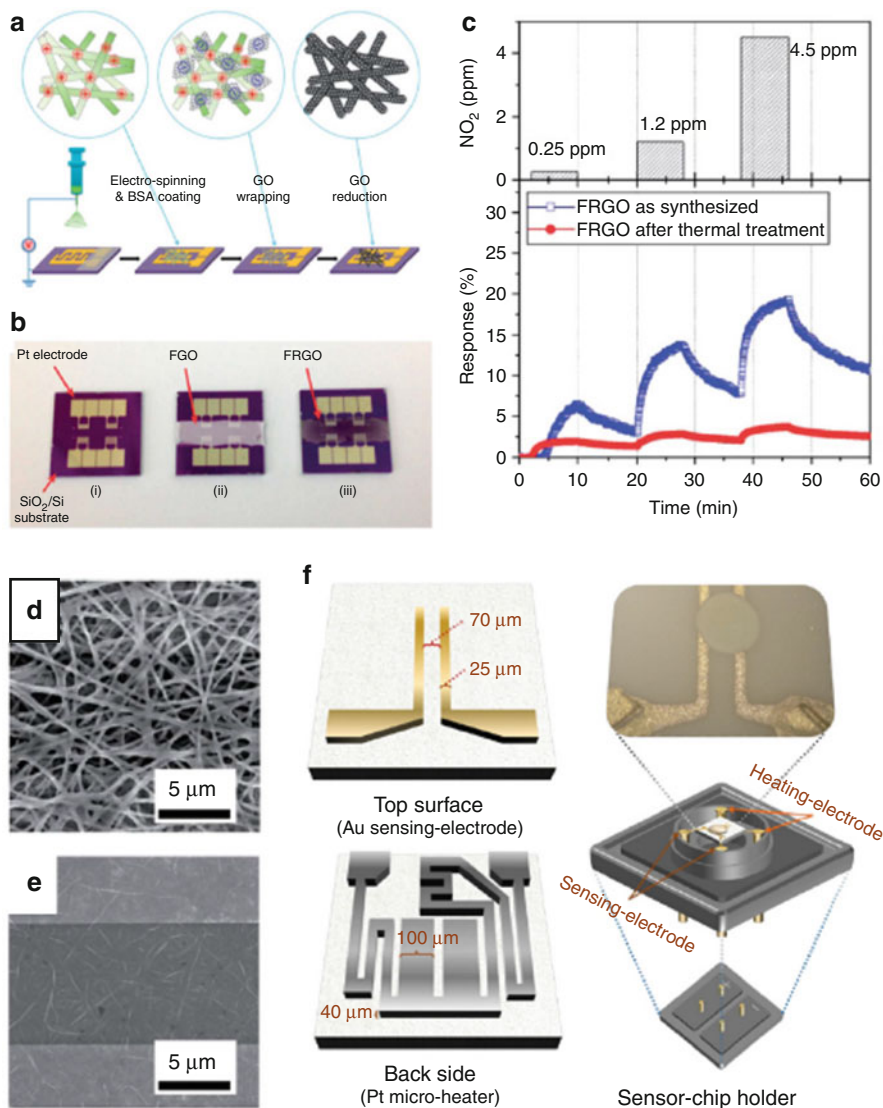 a
Electro-spinning
& BSA coating
GO
wrapping
GO
reduction
b
Pt electrode
FGO
FRGO
SiO₂/Si
substrate
(i)
(ii)
(iii)
c
NO₂ (ppm)
4
2
0
0.25 ppm
1.2 ppm
4.5 ppm
FRGO as synthesized
FRGO after thermal treatment
Response (%)
30
25
20
15
10
5
0
0
10
20
30
40
50
60
Time (min)
d
5 μm
e
5 μm
f
70 μm
25 μm
Top surface
(Au sensing-electrode)
100 μm
40 μm
Back side
(Pt micro-heater)
Heating-electrode
Sensing-electrode
Sensor-chip holder